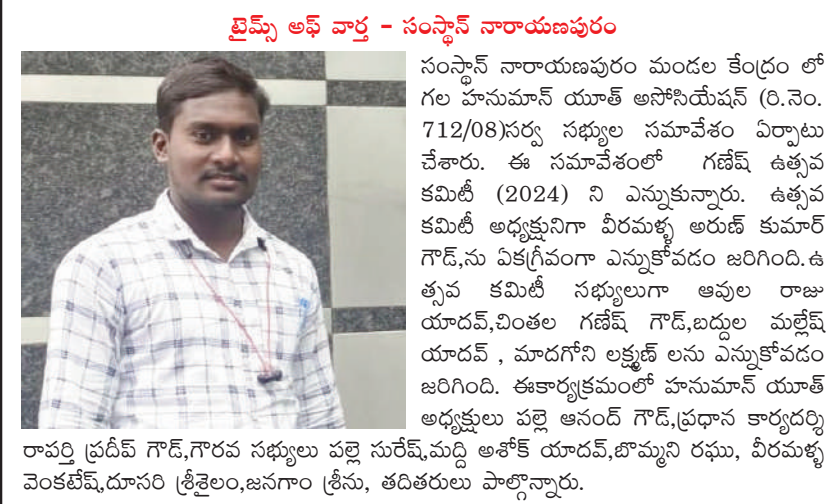 టైమ్స్ అఫ్ వార్త – సంస్థాన్ నారాయణపురం
సంస్థాన్ నారాయణపురం మండల కేంద్రం లో
గల హనుమాన్ యూత్ అసోసియేషన్ (రి.నెం.
712/08)సర్వ సభ్యుల సమావేశం ఏర్పాటు
చేశారు. ఈ సమావేశంలో గణేష్ ఉత్సవ
కమిటీ (2024) ని ఎన్నుకున్నారు. ఉత్సవ
కమిటీ అధ్యక్షునిగా వీరమళ్ళ అరుణ్ కుమార్
గౌడ్,ను ఏకగ్రీవంగా ఎన్నుకోవడం జరిగింది.ఉ
త్సవ కమిటీ సభ్యులుగా ఆవుల రాజు
యాదవ్,చింతల గణేష్ గౌడ్,బద్దుల మల్లేష్
యాదవ్ , మాదగోని లక్ష్మణ్ లను ఎన్నుకోవడం
జరిగింది. ఈకార్యక్రమంలో హనుమాన్ యూత్
అధ్యక్షులు పల్లె ఆనంద్ గౌడ్,ప్రధాన కార్యదర్శి
రాపర్తి ప్రదీప్ గౌడ్,గౌరవ సభ్యులు పల్లె సురేష్,మద్ది అశోక్ యాదవ్,బొమ్మని రఘు, వీరమళ్ళ
వెంకటేష్,దూసరి శ్రీశైలం,జనగాం శ్రీను, తదితరులు పాల్గొన్నారు.